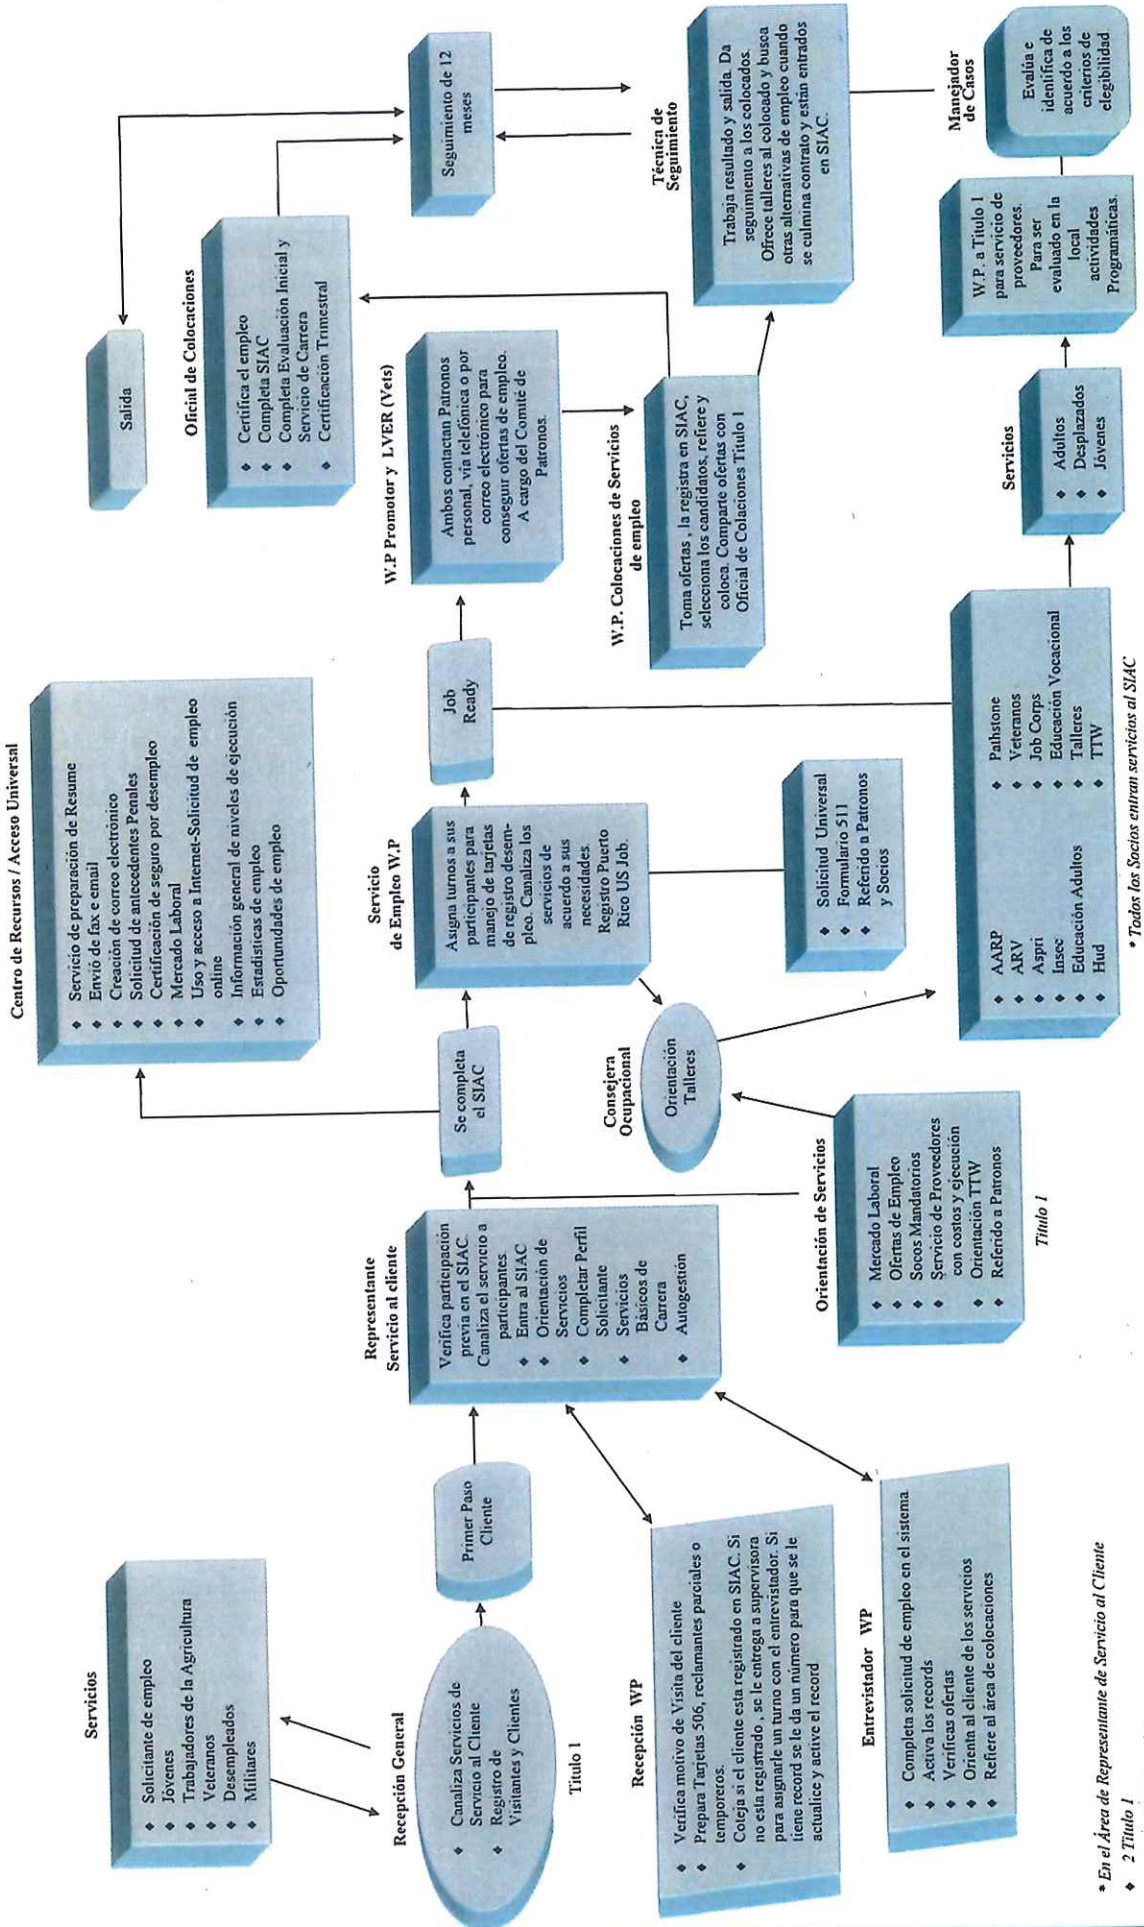 Servicios
♦ Solicitante de empleo
♦ Jóvenes
♦ Trabajadores de la Agricultura
♦ Veteranos
♦ Desempleados
♦ Militares
Recepción General
♦ Canaliza Servicios de
Servicio al Cliente
♦ Registro de
Visitantes y Clientes
Titulo 1
Primer Paso
Cliente
Recepción WP
♦ Verifica motivo de Visita del cliente
♦ Prepara Tarjetas 506, reclamantes parciales o
temporeros.
♦ Coteja si el cliente esta registrado en SIAC. Si
no esta registrado , se le entrega a supervisora
para asignarle un turno con el entrevistador. Si
tiene record se le da un número para que se le
actualice y active el record
Entrevistador WP
♦ Completa solicitud de empleo en el sistema
♦ Activa los records
♦ Verificas ofertas
♦ Orienta al cliente de los servicios
♦ Refiere al área de colocaciones
* En el Área de Representante de Servicio al Cliente
♦ 2 Titulo 1
Representante
Servicio al cliente
Verifica participación
previa en el SIAC.
Canaliza el servicio a
participantes.
♦ Entra al SIAC
♦ Orientación de
Servicios
♦ Completar Perfil
Solicitante
♦ Servicios
Básicos de
Carrera
♦ Autogestión
Orientación de Servicios
♦ Mercado Laboral
♦ Ofertas de Empleo
♦ Socos Mandatorios
♦ Servicio de Proveedores
con costos y ejecución
♦ Orientación TTW
♦ Referido a Patronos
Titulo 1
Se completa
el SIAC
Centro de Recursos / Acceso Universal
♦ Servicio de preparación de Resume
♦ Envió de fax e email
♦ Creación de correo electrónico
♦ Solicitud de antecedentes Penales
♦ Certificación de seguro por desempleo
♦ Mercado Laboral
♦ Uso y acceso a Internet-Solicitud de empleo
online
♦ Información general de niveles de ejecución
♦ Estadísticas de empleo
♦ Oportunidades de empleo
Servicio
de Empleo W.P
Asigna turnos a sus
participantes para
manejo de tarjetas
de registro desem-
pleo. Canaliza los
servicios de
acuerdo a sus
necesidades.
Registro Puerto
Rico US Job.
Consejera
Ocupacional
Orientación
Talleres
♦ Solicitud Universal
♦ Formulario 511
♦ Referido a Patronos
y Socios
Job
Ready
♦ AARP
♦ ARV
♦ Aspri
♦ Insec
♦ Educación Adultos
♦ Hud
♦ Pathstone
♦ Veteranos
♦ Job Corps
♦ Educación Vocacional
♦ Talleres
♦ TTW
* Todos los Socios entran servicios al SIAC
W.P Promotor y LVER (Vets)
Ambos contactan Patronos
personal, vía telefónica o por
correo electrónico para
conseguir ofertas de empleo.
A cargo del Comité de
Patronos.
W.P. Colocaciones de Servicios
de empleo
Toma ofertas , la registra en SIAC,
selecciona los candidatos, refiere y
coloca. Comparte ofertas con
Oficial de Colaciones Titulo 1
Salida
Oficial de Colocaciones
♦ Certifica el empleo
♦ Completa SIAC
♦ Completa Evaluación Inicial y
Servicio de Carrera
♦ Certificación Trimestral
Seguimiento de 12
meses
Técnica de
Seguimiento
Trabaja resultado y salida. Da
seguimiento a los colocados.
Ofrece talleres al colocado y busca
otras alternativas de empleo cuando
se culmina contrato y están entrados
en SIAC.
Servicios
♦ Adultos
♦ Desplazados
♦ Jóvenes
W.P. a Titulo 1
para servicio de
proveedores.
Para ser
evaluado en la
local
actividades
Programáticas.
Manejador
de Casos
Evalúa e
identifica de
acuerdo a los
criterios de
elegibilidad